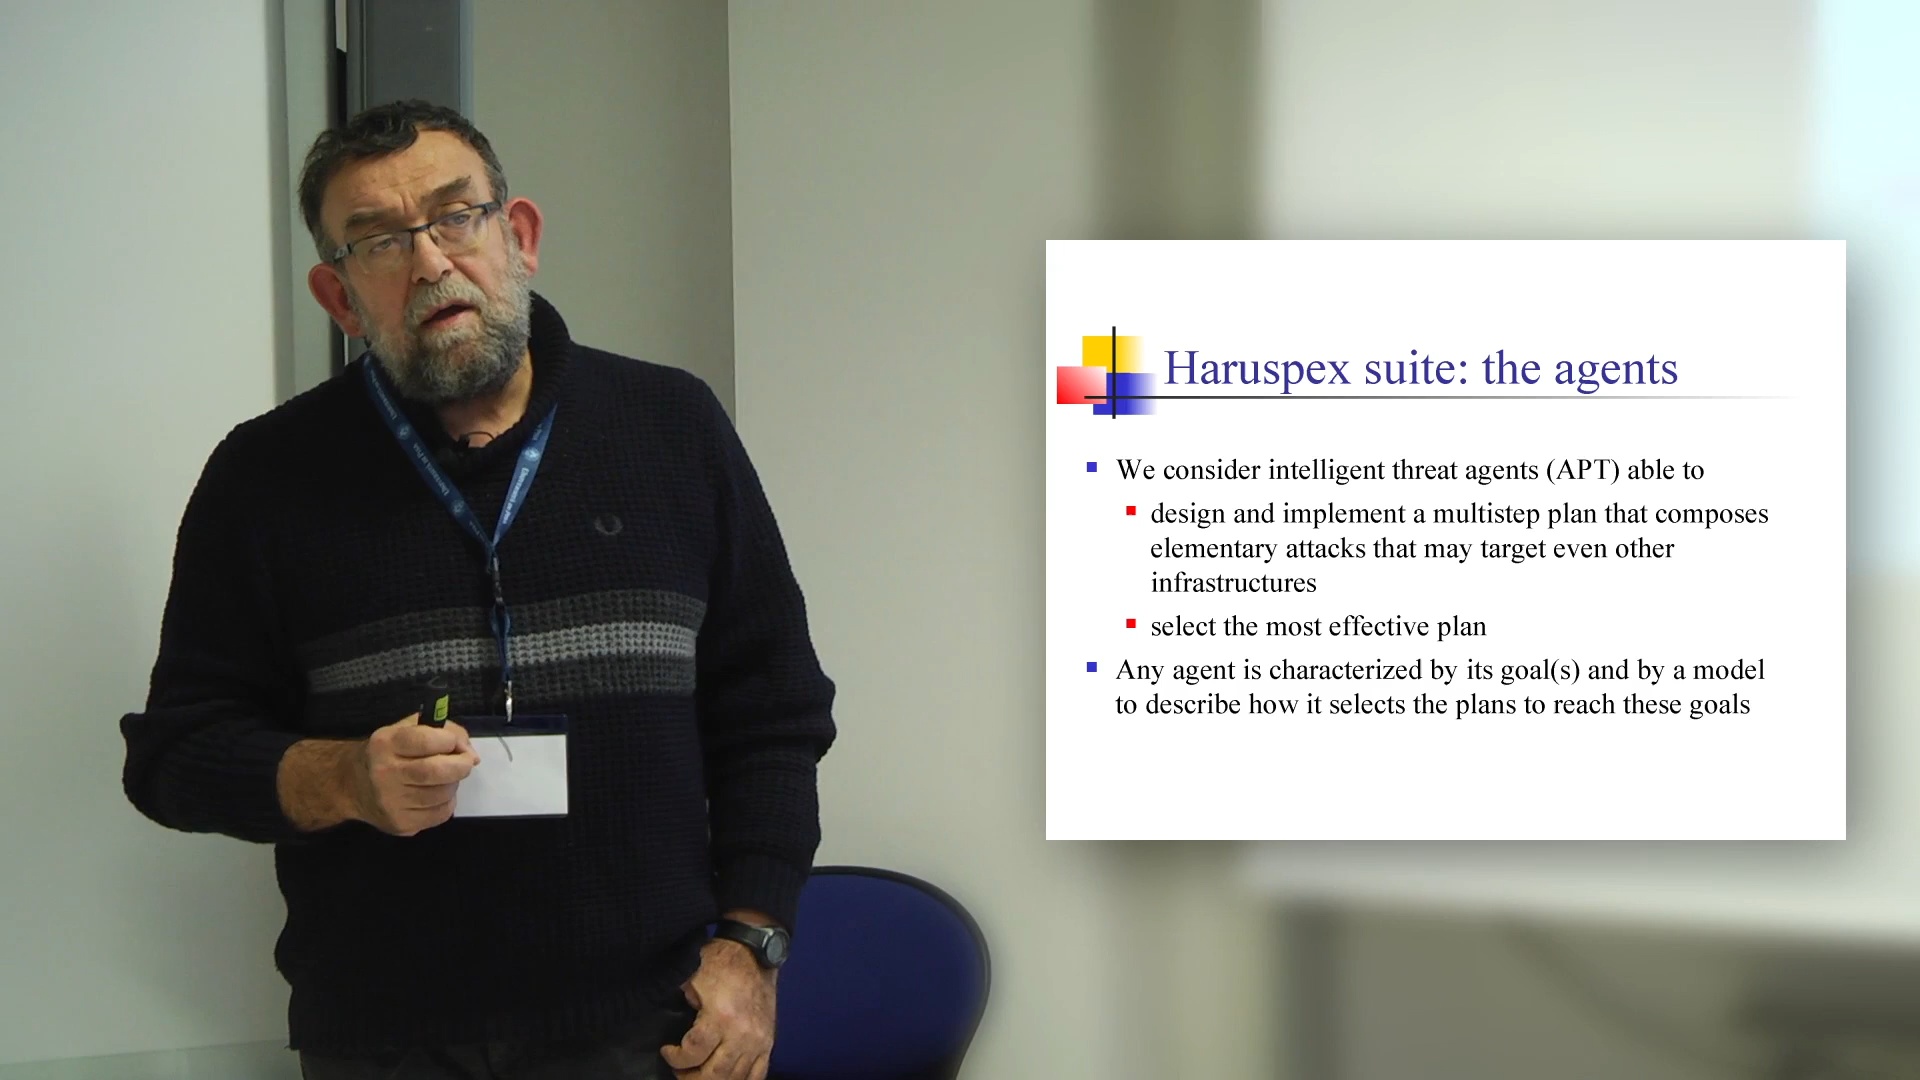 Haruspex suite: the agents
We consider intelligent threat agents (APT) able to
design and implement a multistep plan that composes
elementary attacks that may target even other
infrastructures
select the most effective plan
Any agent is characterized by its goal(s) and by a model
to describe how it selects the plans to reach these goals